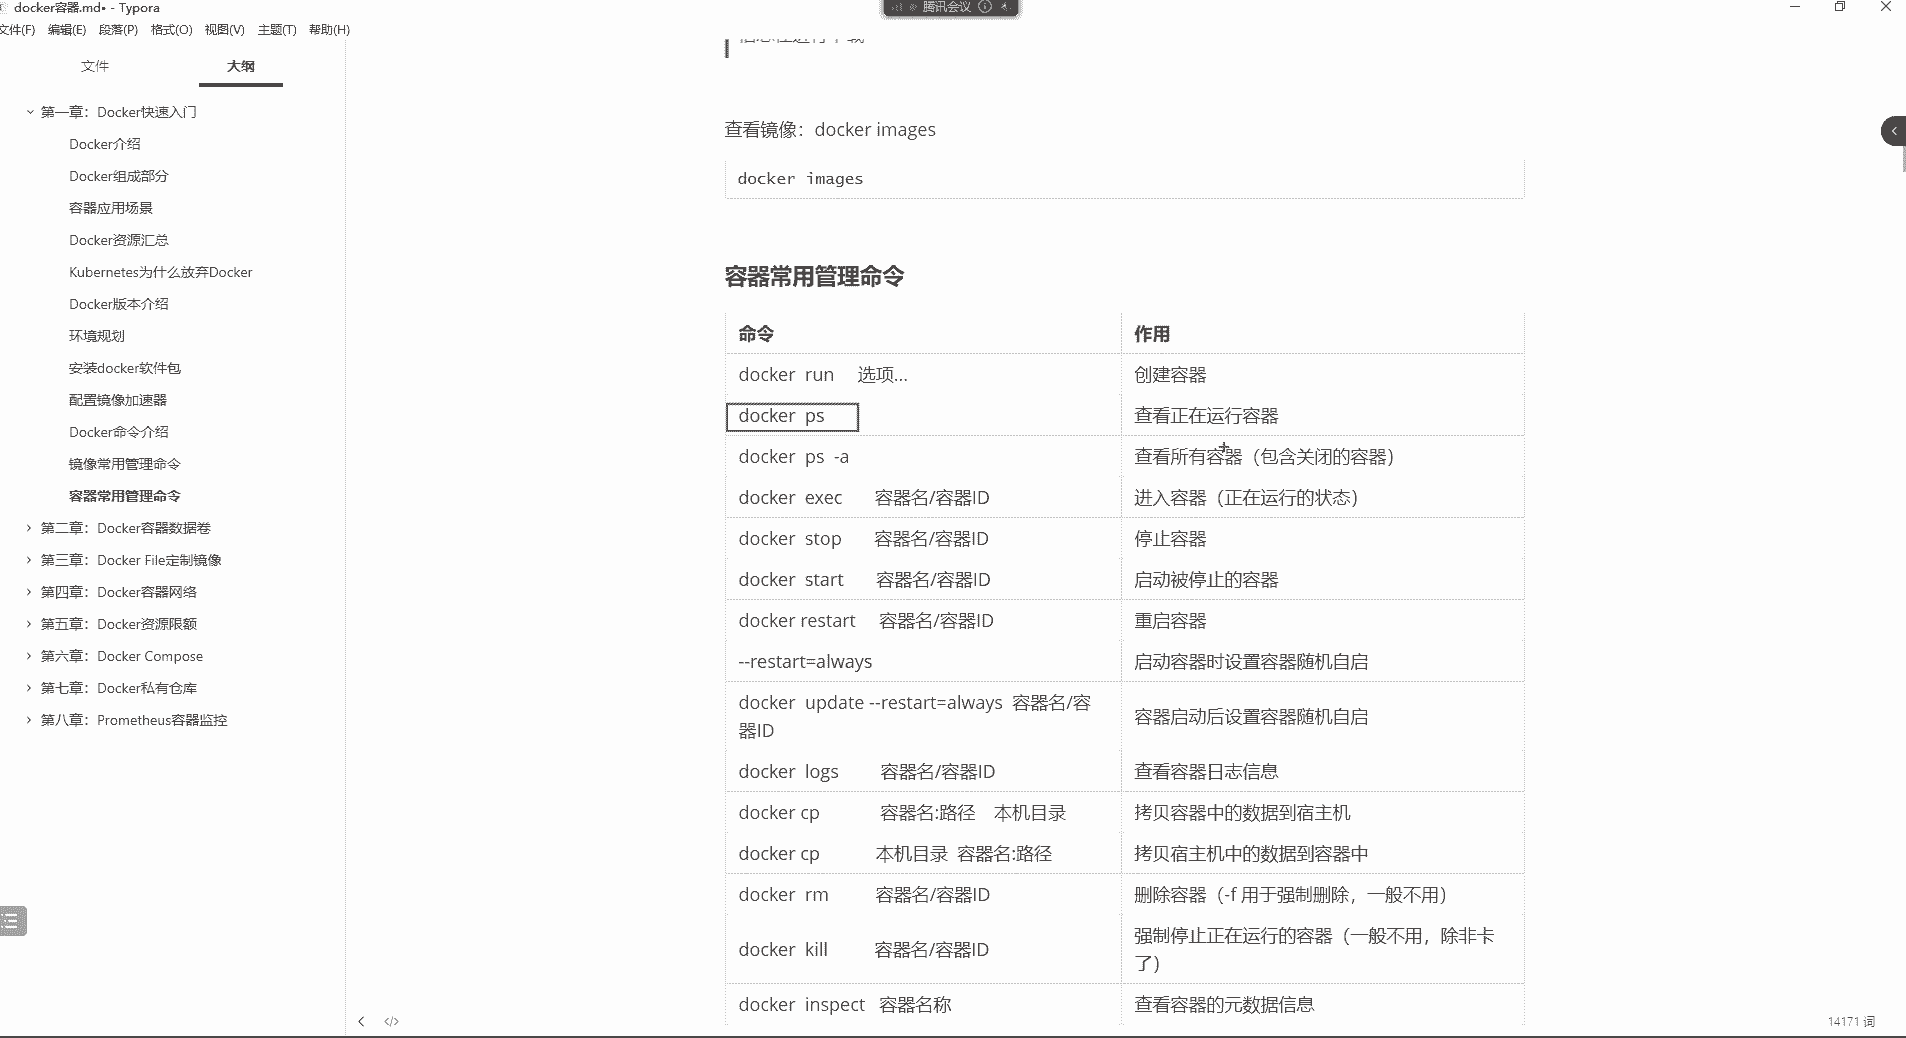 docker容器.md• - Typora
腾讯会议
文件(F) 编辑(E) 段落(P) 格式(O) 视图(V) 主题(T) 帮助(H)
文件 大纲
第一章：Docker快速入门
Docker介绍
Docker组成部分
容器应用场景
Docker资源汇总
Kubernetes为什么放弃Docker
Docker版本介绍
环境规划
安装docker软件包
配置镜像加速器
Docker命令介绍
镜像常用管理命令
容器常用管理命令
第二章：Docker容器数据卷
第三章：Docker File定制镜像
第四章：Docker容器网络
第五章：Docker资源限额
第六章：Docker Compose
第七章：Docker私有仓库
第八章：Prometheus容器监控
查看镜像：docker images
docker images
容器常用管理命令
命令 作用
docker run 选项... 创建容器
docker ps 查看正在运行容器
docker ps -a 查看所有容器（包含关闭的容器）
docker exec 容器名/容器ID 进入容器（正在运行的状态）
docker stop 容器名/容器ID 停止容器
docker start 容器名/容器ID 启动被停止的容器
docker restart 容器名/容器ID 重启容器
--restart=always 启动容器时设置容器随机自启
docker update --restart=always 容器名/容
器ID 容器启动后设置容器随机自启
docker logs 容器名/容器ID 查看容器日志信息
docker cp 容器名:路径 本机目录 拷贝容器中的数据到宿主机
docker cp 本机目录 容器名:路径 拷贝宿主机中的数据到容器中
docker rm 容器名/容器ID 删除容器（-f 用于强制删除，一般不用）
docker kill 容器名/容器ID 强制停止正在运行的容器（一般不用，除非卡
了）
docker inspect 容器名称 查看容器的元数据信息
14171 词